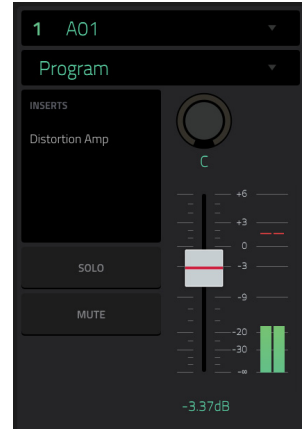 1 A01
Program
INSERTS
Distortion Amp
C
+6
+3
0
-3
-9
-20
-30
-∞
SOLO
MUTE
-3.37dB